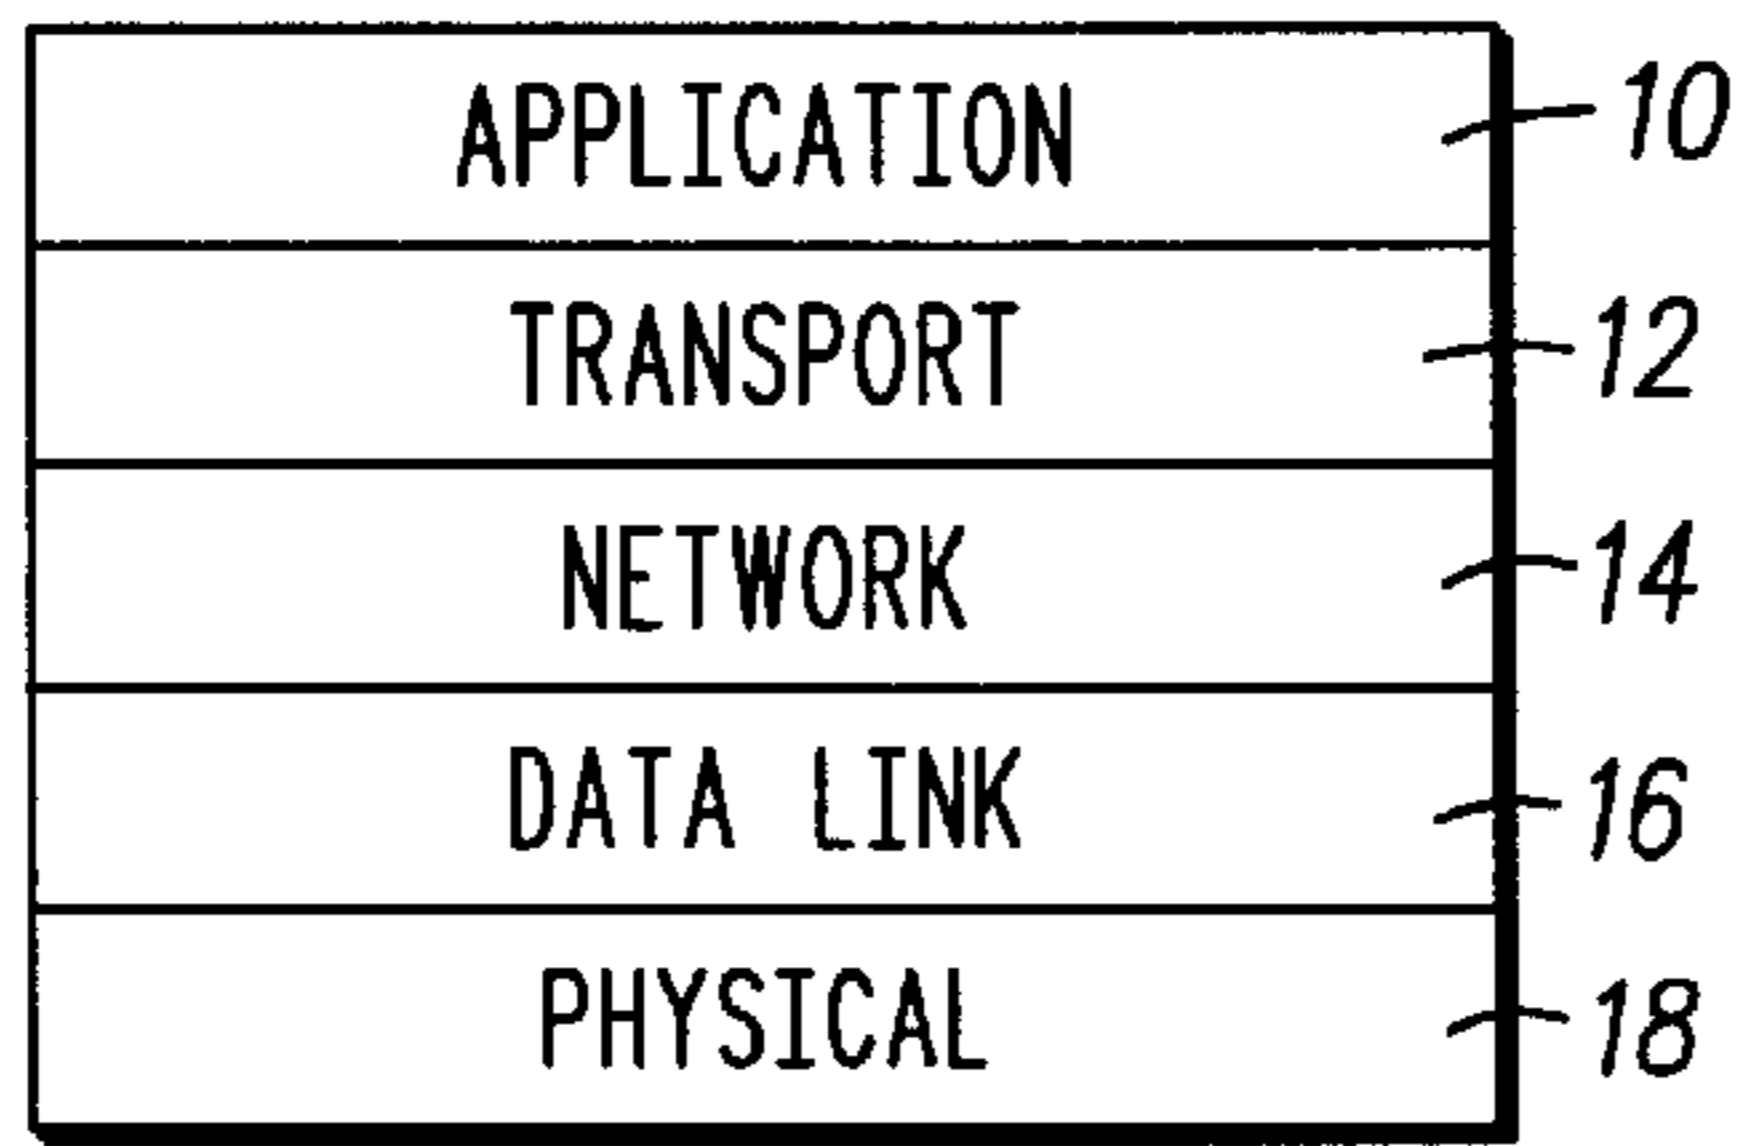 APPLICATION 10
TRANSPORT 12
NETWORK 14
DATA LINK 16
PHYSICAL 18